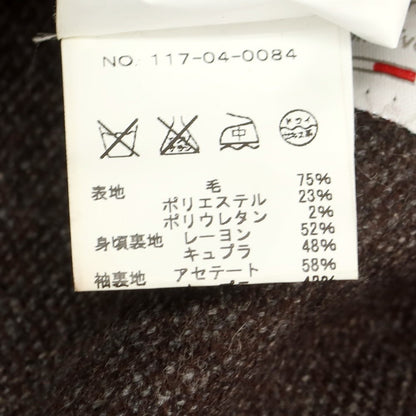 NO. 117-04-0084
中
ドライ
表地 毛 75%
ポリエステル 23%
ポリウレタン 2%
身頃裏地 レーヨン 52%
キュプラ 48%
袖裏地 アセテート 58%